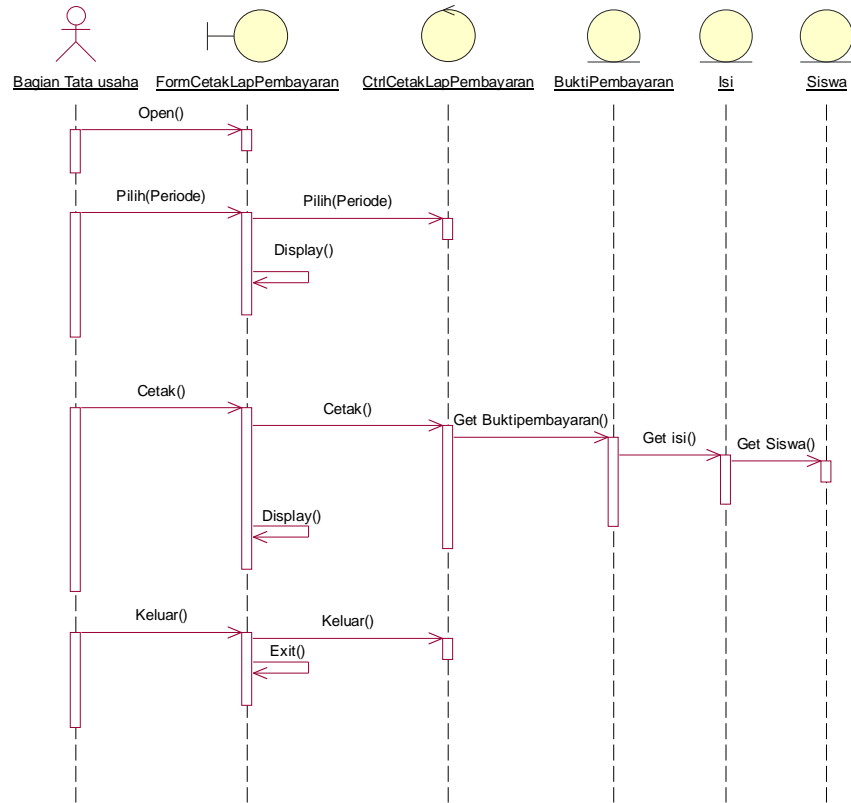 Bagian Tata usaha
FormCetakLapPembayaran
CtrlCetakLapPembayaran
BuktiPembayaran
Isi
Siswa
Open()
Pilih(Periode)
Pilih(Periode)
Display()
Cetak()
Cetak()
Get Buktipembayaran()
Get isi()
Get Siswa()
Display()
Keluar()
Keluar()
Exit()